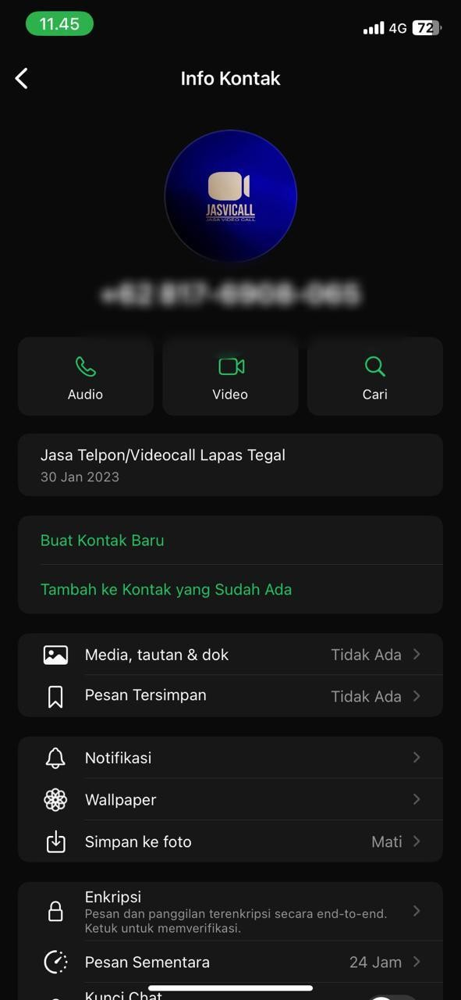 11.45
4G
72
Info Kontak
JASVICALL
JASA VIDEO CALL
Audio
Video
Cari
Jasa Telpon/Videocall Lapas Tegal
30 Jan 2023
Buat Kontak Baru
Tambah ke Kontak yang Sudah Ada
Media, tautan & dok
Tidak Ada
Pesan Tersimpan
Tidak Ada
Notifikasi
Wallpaper
Simpan ke foto
Mati
Enkripsi
Pesan dan panggilan terenkripsi secara end-to-end.
Ketuk untuk memverifikasi.
Pesan Sementara
24 Jam
Kunci Chat